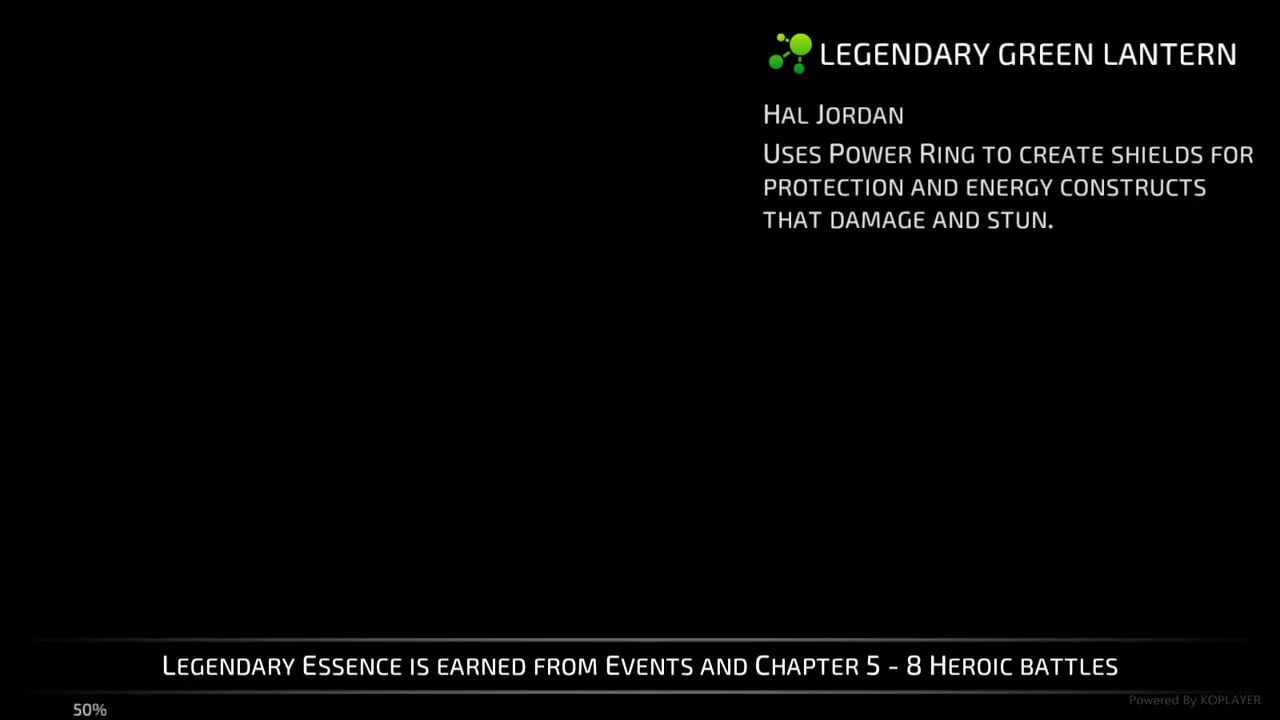 LEGENDARY GREEN LANTERN
HAL JORDAN
USES POWER RING TO CREATE SHIELDS FOR
PROTECTION AND ENERGY CONSTRUCTS
THAT DAMAGE AND STUN.
LEGENDARY ESSENCE IS EARNED FROM EVENTS AND CHAPTER 5 - 8 HEROIC BATTLES
Powered By KOPLAYER
50%